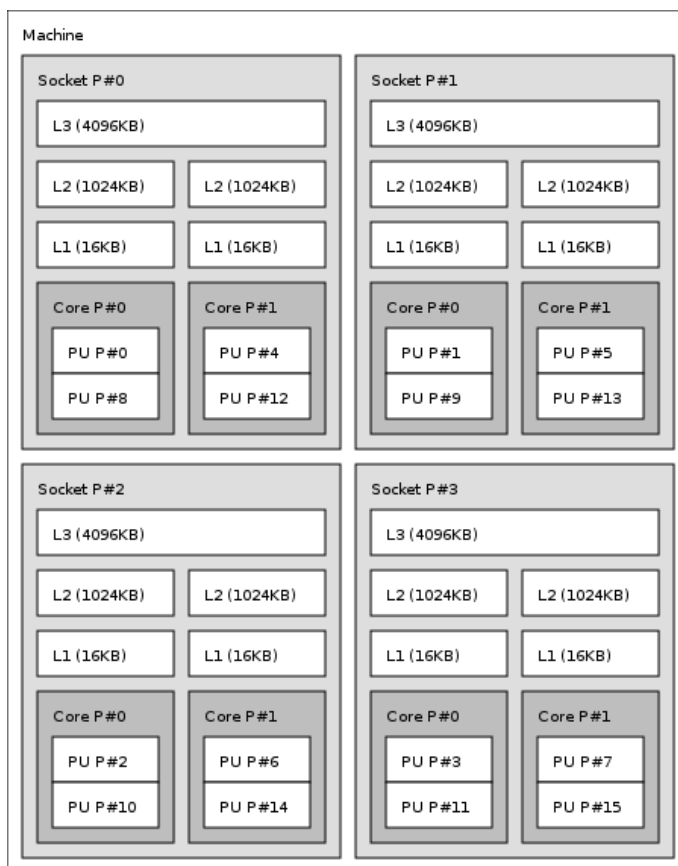 Machine
Socket P#0
L3 (4096KB)
L2 (1024KB)
L2 (1024KB)
L1 (16KB)
L1 (16KB)
Core P#0
PU P#0
PU P#8
Core P#1
PU P#4
PU P#12
Socket P#1
L3 (4096KB)
L2 (1024KB)
L2 (1024KB)
L1 (16KB)
L1 (16KB)
Core P#0
PU P#1
PU P#9
Core P#1
PU P#5
PU P#13
Socket P#2
L3 (4096KB)
L2 (1024KB)
L2 (1024KB)
L1 (16KB)
L1 (16KB)
Core P#0
PU P#2
PU P#10
Core P#1
PU P#6
PU P#14
Socket P#3
L3 (4096KB)
L2 (1024KB)
L2 (1024KB)
L1 (16KB)
L1 (16KB)
Core P#0
PU P#3
PU P#11
Core P#1
PU P#7
PU P#15